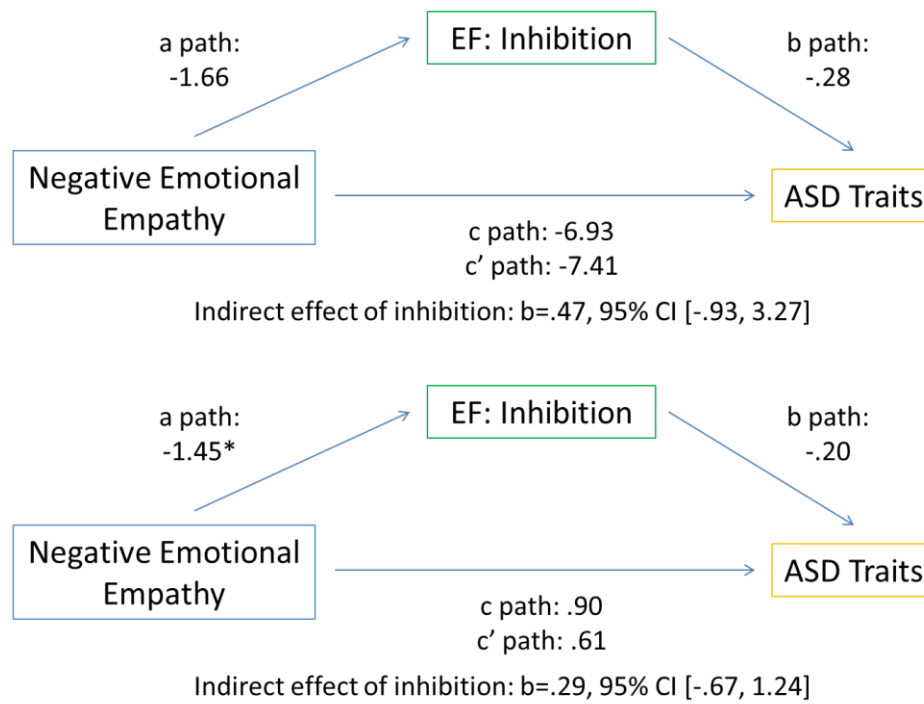 a path:
-1.66
EF: Inhibition
b path:
-.28
Negative Emotional
Empathy
ASD Traits
c path: -6.93
c’ path: -7.41
Indirect effect of inhibition: b=.47, 95% CI [-.93, 3.27]
a path:
-1.45*
EF: Inhibition
b path:
-.20
Negative Emotional
Empathy
ASD Traits
c path: .90
c’ path: .61
Indirect effect of inhibition: b=.29, 95% CI [-.67, 1.24]